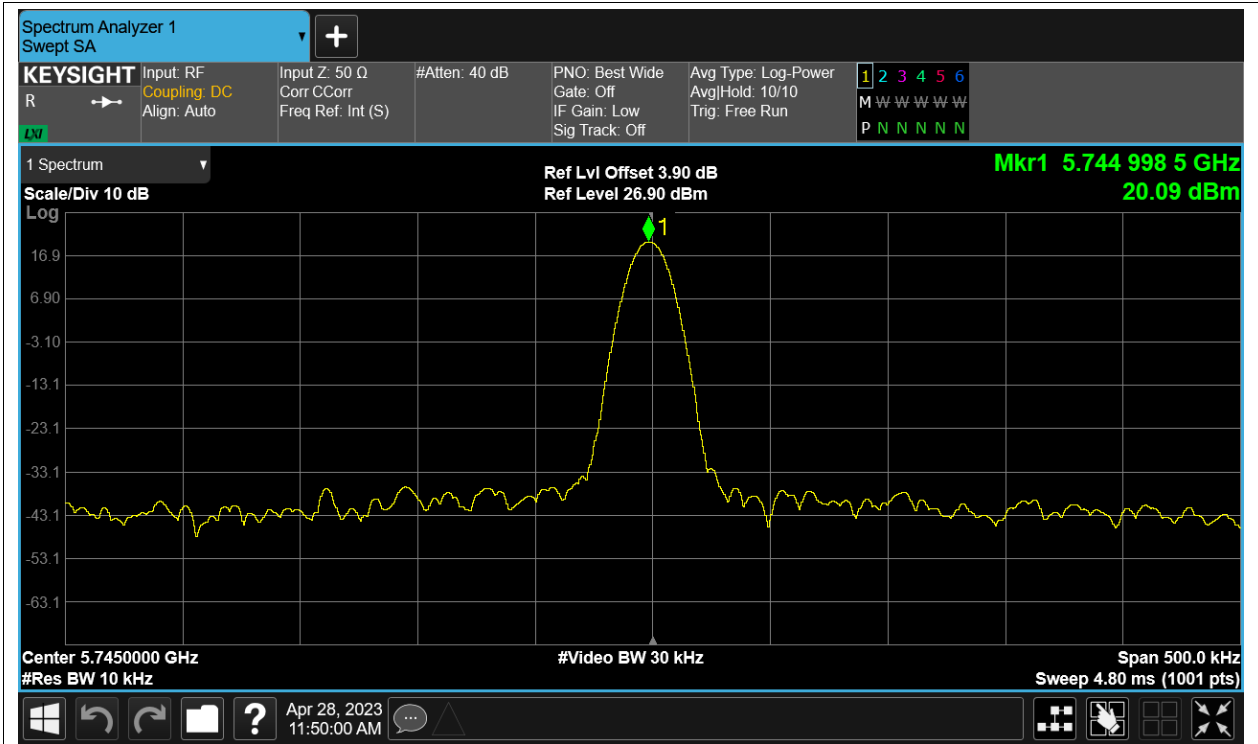 Spectrum Analyzer 1
Swept SA
+
KEYSIGHT
R
LXI
Input: RF
Coupling: DC
Align: Auto
Input Z: 50 Ω
Corr CCorr
Freq Ref: Int (S)
#Atten: 40 dB
PNO: Best Wide
Gate: Off
IF Gain: Low
Sig Track: Off
Avg Type: Log-Power
Avg|Hold: 10/10
Trig: Free Run
1 2 3 4 5 6
M W W W W W
P N N N N N
1 Spectrum
Scale/Div 10 dB
Log
Ref Lvl Offset 3.90 dB
Ref Level 26.90 dBm
Mkr1 5.744 998 5 GHz
20.09 dBm
1
16.9
6.90
-3.10
-13.1
-23.1
-33.1
-43.1
-53.1
-63.1
Center 5.7450000 GHz
#Res BW 10 kHz
#Video BW 30 kHz
Span 500.0 kHz
Sweep 4.80 ms (1001 pts)
?
Apr 28, 2023
11:50:00 AM